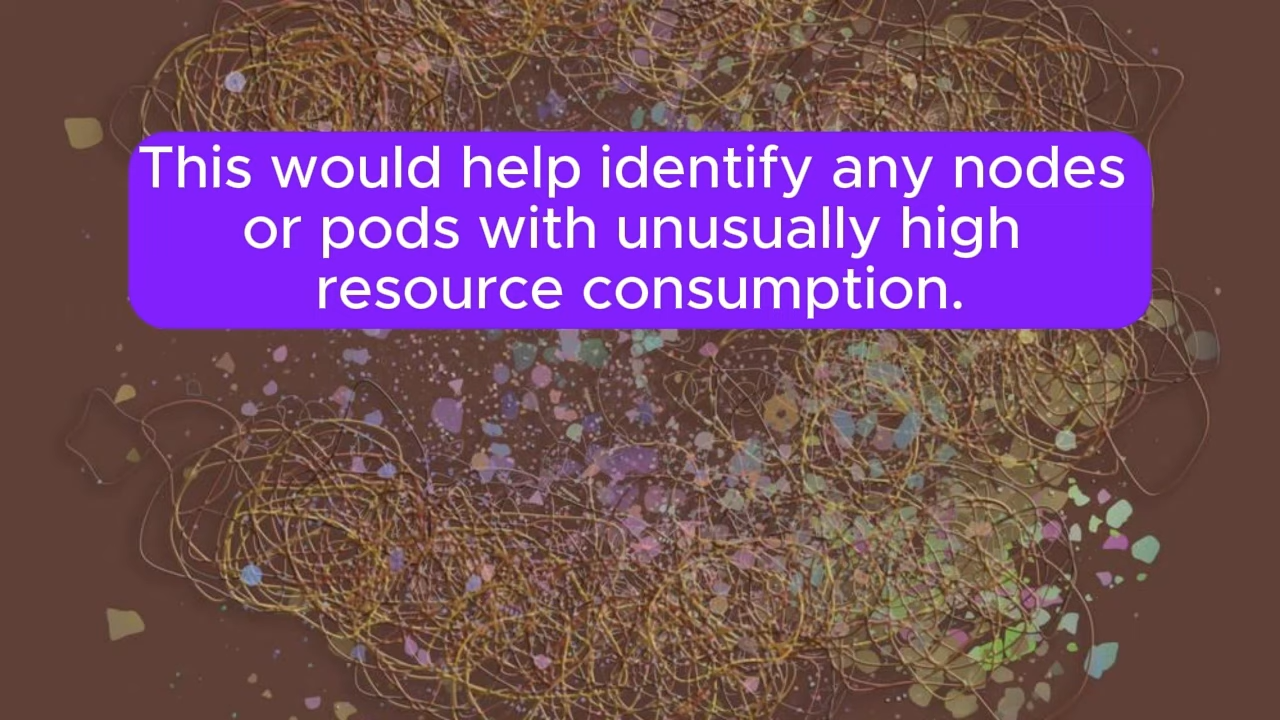 This would help identify any nodes
or pods with unusually high
resource consumption.